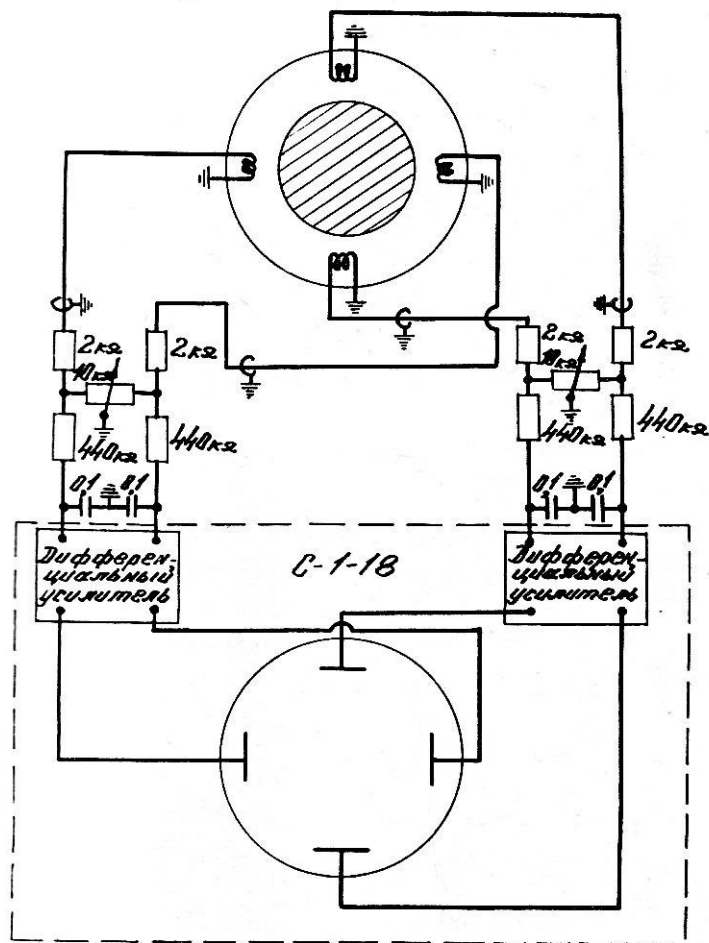 2кΩ
2кΩ
10кΩ
440кΩ
440кΩ
0,1
0,1
2кΩ
10кΩ
2кΩ
440кΩ
440кΩ
0,1
0,1
Дифферен-
циальный
усилитель
С-1-18
Дифферен-
циальный
усилитель